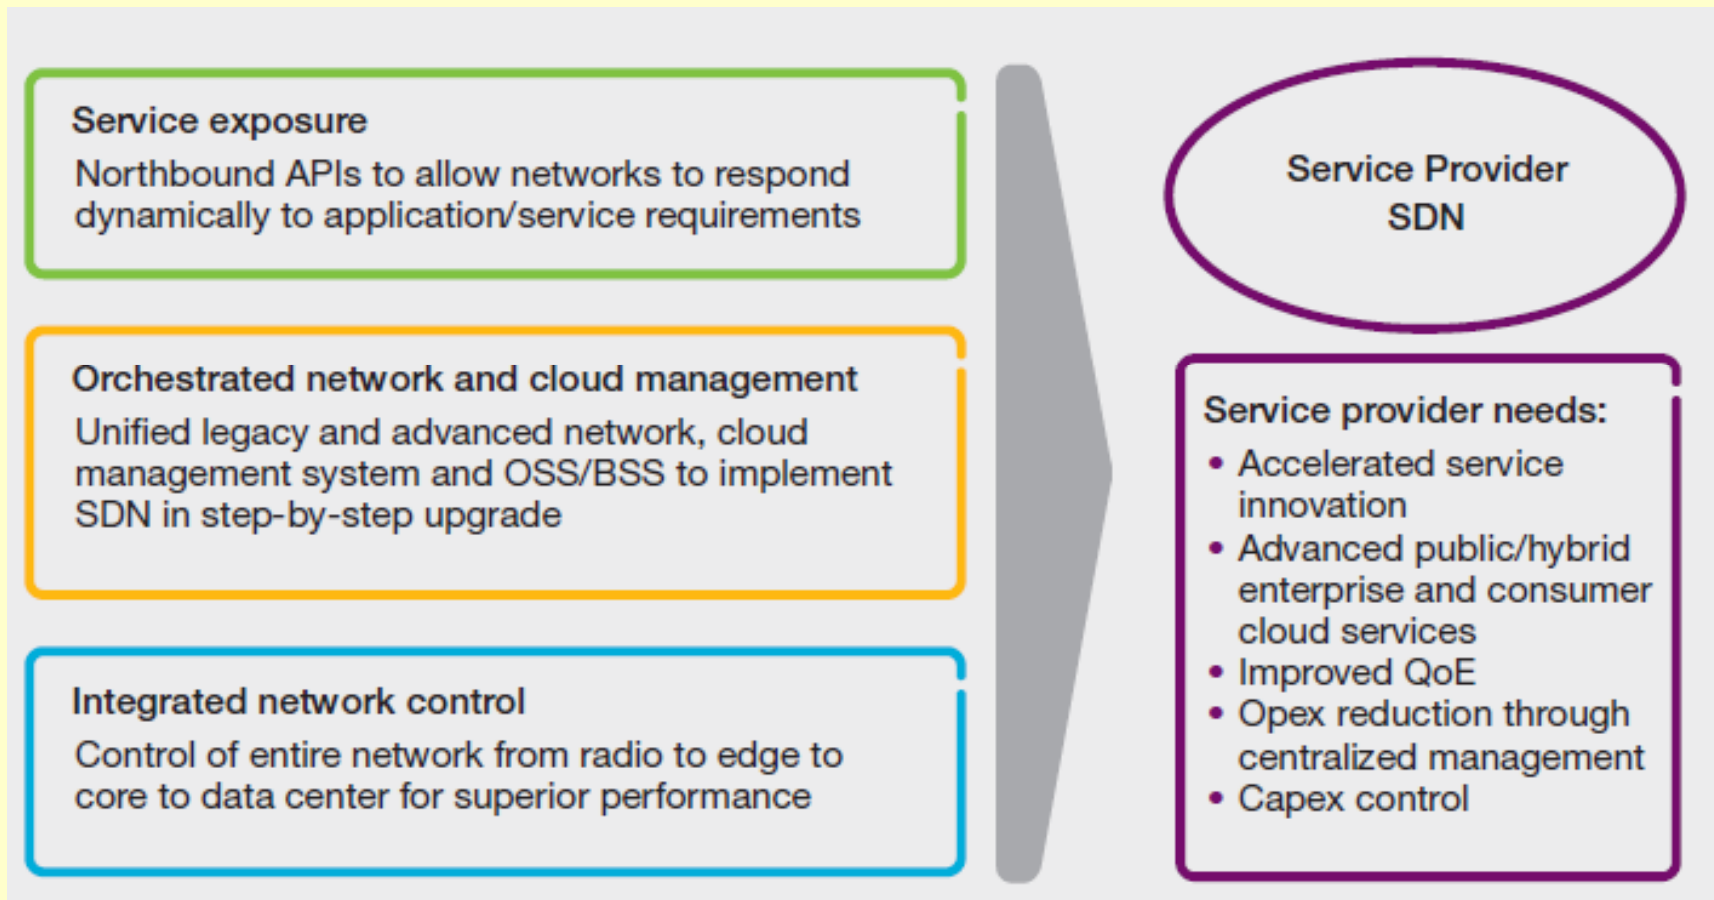 Service exposure
Northbound APIs to allow networks to respond
dynamically to application/service requirements
Orchestrated network and cloud management
Unified legacy and advanced network, cloud
management system and OSS/BSS to implement
SDN in step-by-step upgrade
Integrated network control
Control of entire network from radio to edge to
core to data center for superior performance
Service Provider
SDN
Service provider needs:
• Accelerated service
innovation
• Advanced public/hybrid
enterprise and consumer
cloud services
• Improved QoE
• Opex reduction through
centralized management
• Capex control